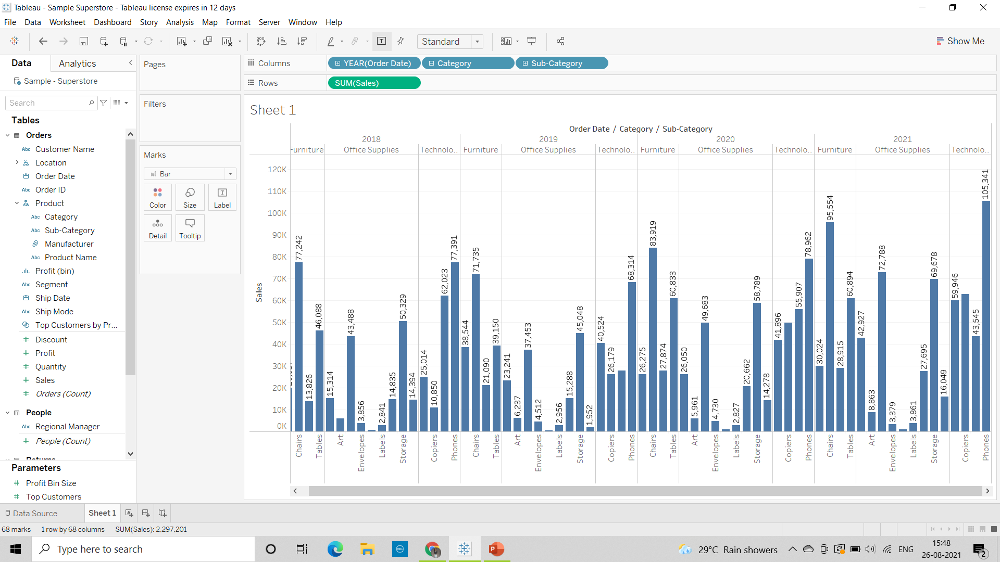 Tableau - Sample Superstore - Tableau license expires in 12 days
File Data Worksheet Dashboard Story Analysis Map Format Server Window Help
Standard
Show Me
Data
Analytics
Sample - Superstore
Search
Tables
Orders
Customer Name
Location
Order Date
Order ID
Product
Category
Sub-Category
Manufacturer
Product Name
Profit (bin)
Segment
Ship Date
Ship Mode
Top Customers by Pr...
Discount
Profit
Quantity
Sales
Orders (Count)
People
Regional Manager
People (Count)
Returns
Parameters
Profit Bin Size
Top Customers
Pages
Filters
Marks
Bar
Color
Size
Label
Detail
Tooltip
Columns
YEAR(Order Date)
Category
Sub-Category
Rows
SUM(Sales)
Sheet 1
Order Date / Category / Sub-Category
2018 2019 2020 2021
Furniture Office Supplies Technolo.. Furniture Office Supplies Technolo.. Furniture Office Supplies Technolo.. Furniture Office Supplies Technolo..
Sales
120K
110K
100K
90K
80K
70K
60K
50K
40K
30K
20K
10K
0K
77,242
13,826
46,088
15,314
43,488
3,856
2,841
14,835
50,329
14,394
25,014
10,850
62,023
77,391
38,544
71,735
21,090
39,150
23,241
6,237
37,453
4,512
2,956
15,288
45,048
1,952
40,524
26,179
68,314
26,275
83,919
27,874
60,833
26,050
5,961
49,683
4,730
2,827
20,662
58,789
14,278
41,896
55,907
78,962
30,024
95,554
28,915
60,894
42,927
8,863
72,788
3,379
3,861
27,695
69,678
16,049
59,946
43,545
105,341
Chairs Tables Art Envelopes Labels Storage Copiers Phones Chairs Tables Art Envelopes Labels Storage Copiers Phones Chairs Tables Art Envelopes Labels Storage Copiers Phones Chairs Tables Art Envelopes Labels Storage Copiers Phones
Data Source
Sheet 1
68 marks 1 row by 68 columns SUM(Sales): 2,297,201
Type here to search
29°C Rain showers
ENG
15:48
26-08-2021
2